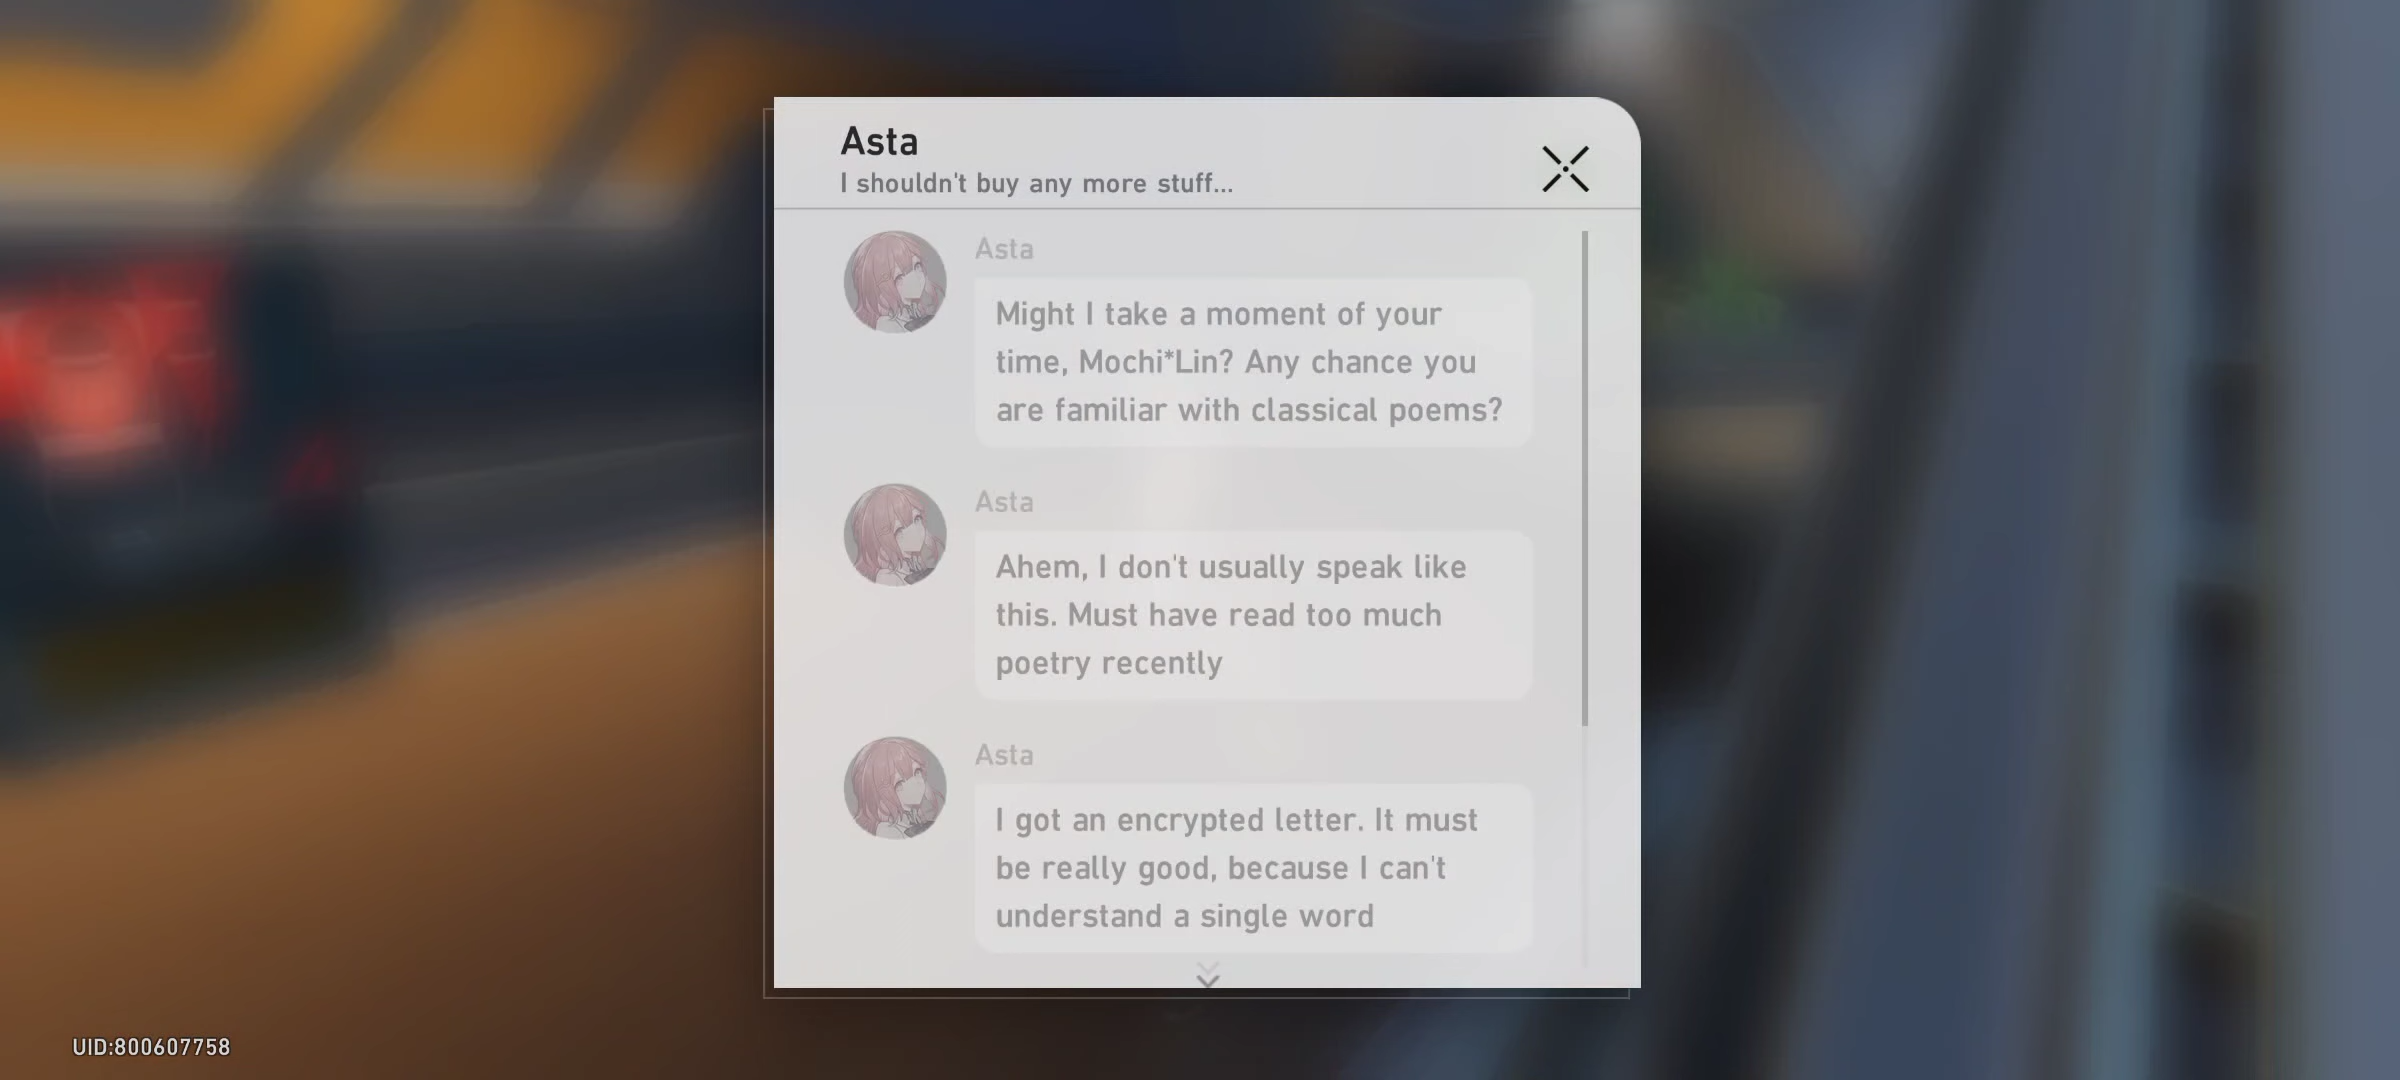 Asta
I shouldn't buy any more stuff...
Asta
Might I take a moment of your
time, Mochi*Lin? Any chance you
are familiar with classical poems?
Asta
Ahem, I don't usually speak like
this. Must have read too much
poetry recently
Asta
I got an encrypted letter. It must
be really good, because I can't
understand a single word
UID:800607758